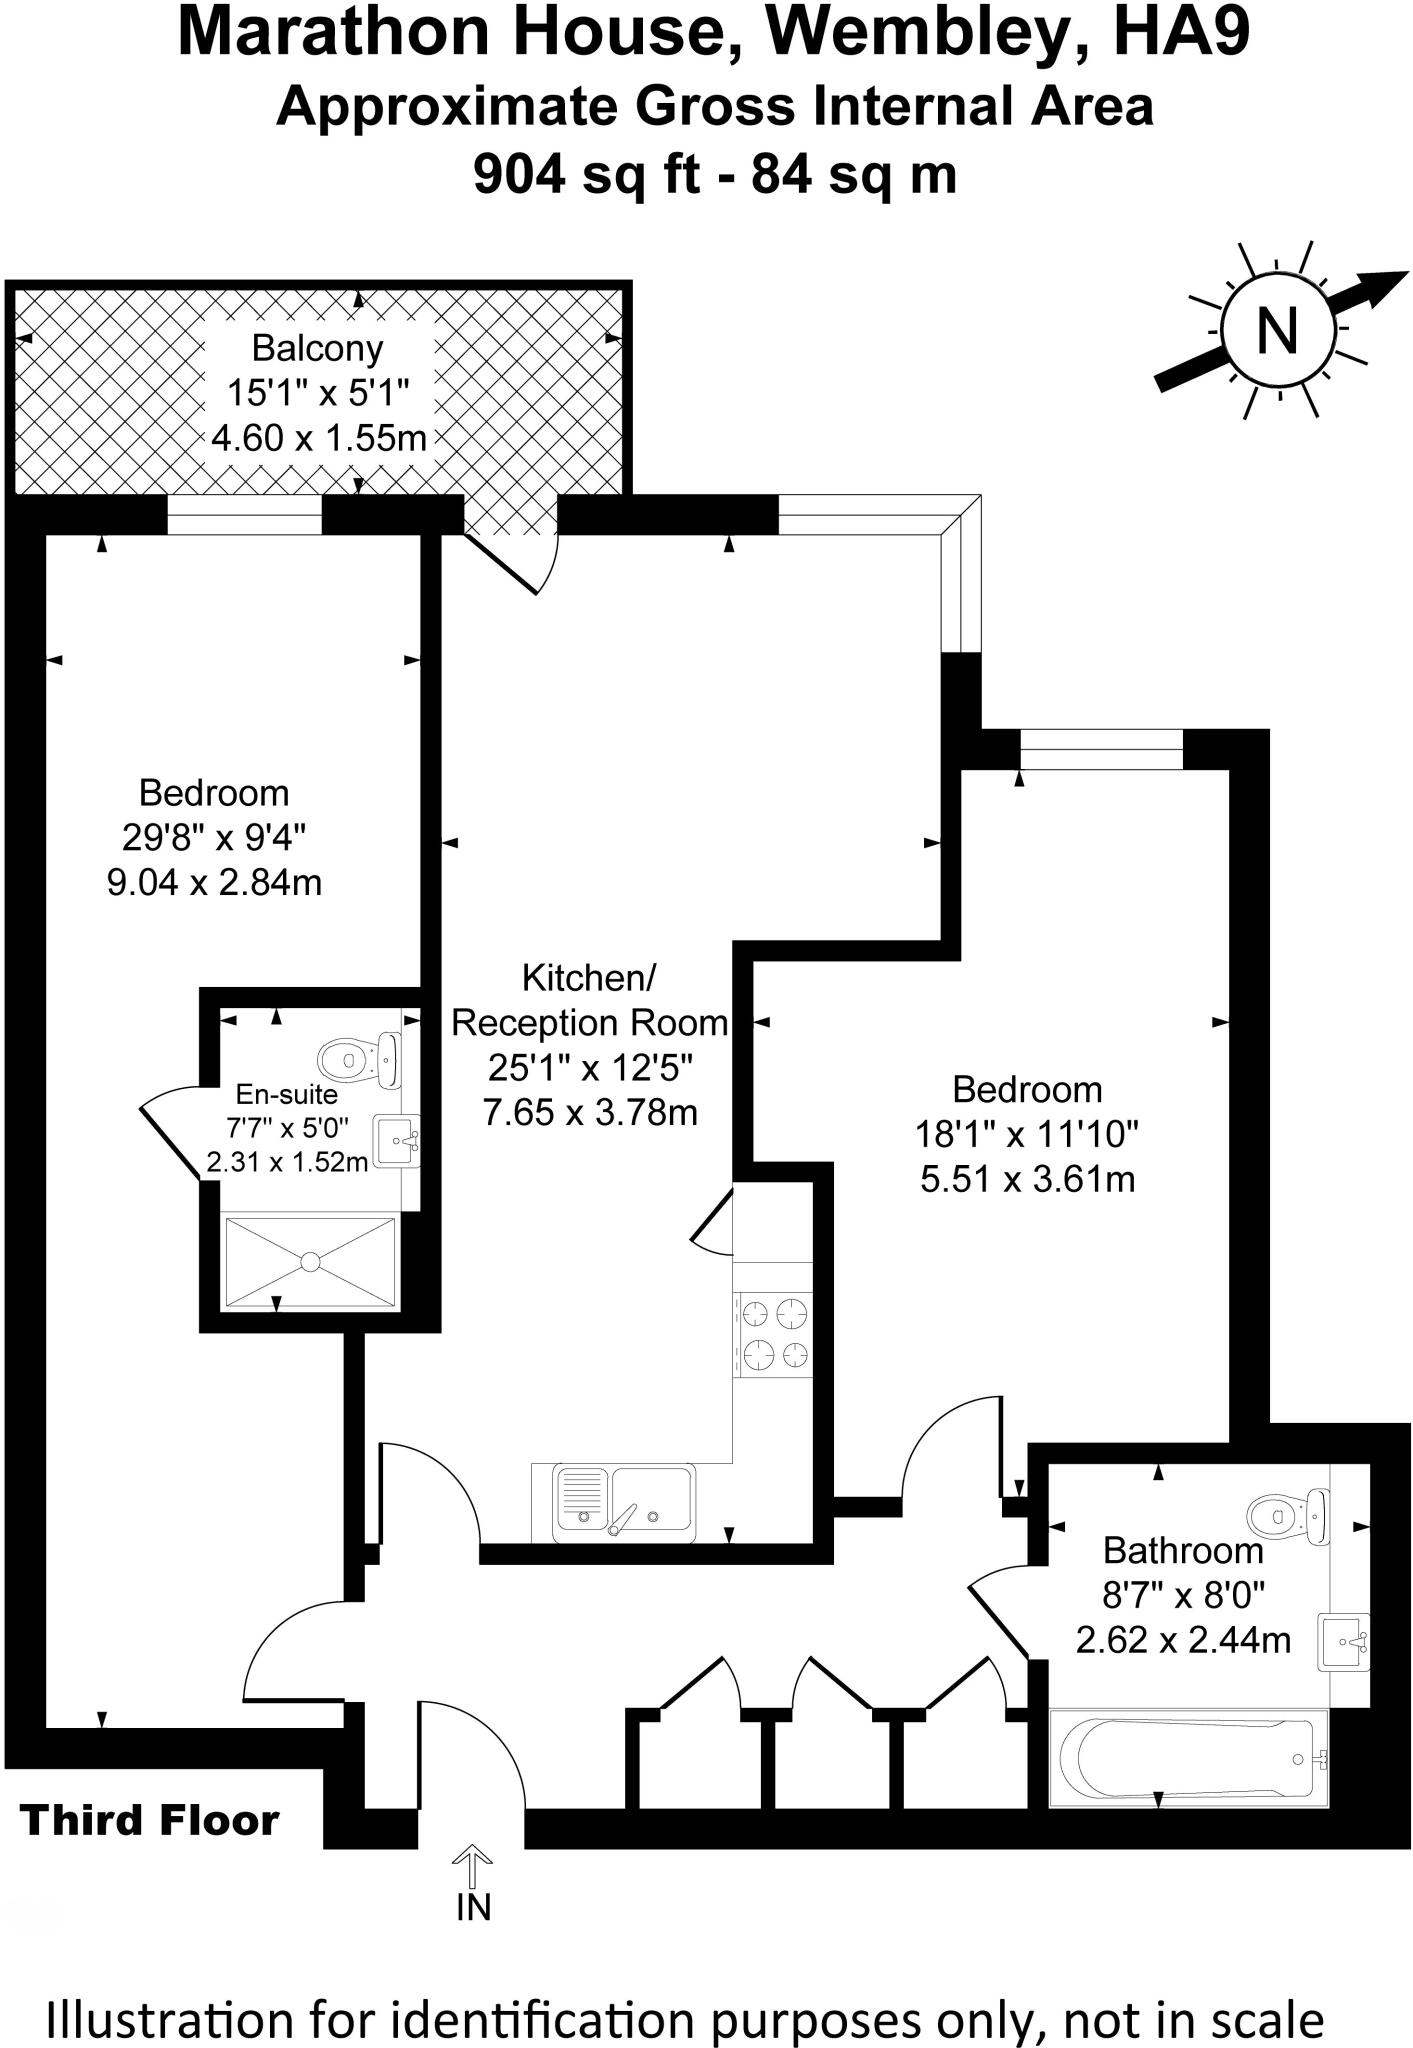 Marathon House, Wembley, HA9
Approximate Gross Internal Area
904 sq ft - 84 sq m
N
Balcony
15'1" x 5'1"
4.60 x 1.55m
Bedroom
29'8" x 9'4"
9.04 x 2.84m
Kitchen/
Reception Room
25'1" x 12'5"
7.65 x 3.78m
En-suite
7'7" x 5'0"
2.31 x 1.52m
Bedroom
18'1" x 11'10"
5.51 x 3.61m
Bathroom
8'7" x 8'0"
2.62 x 2.44m
Third Floor
IN
Illustration for identification purposes only, not in scale